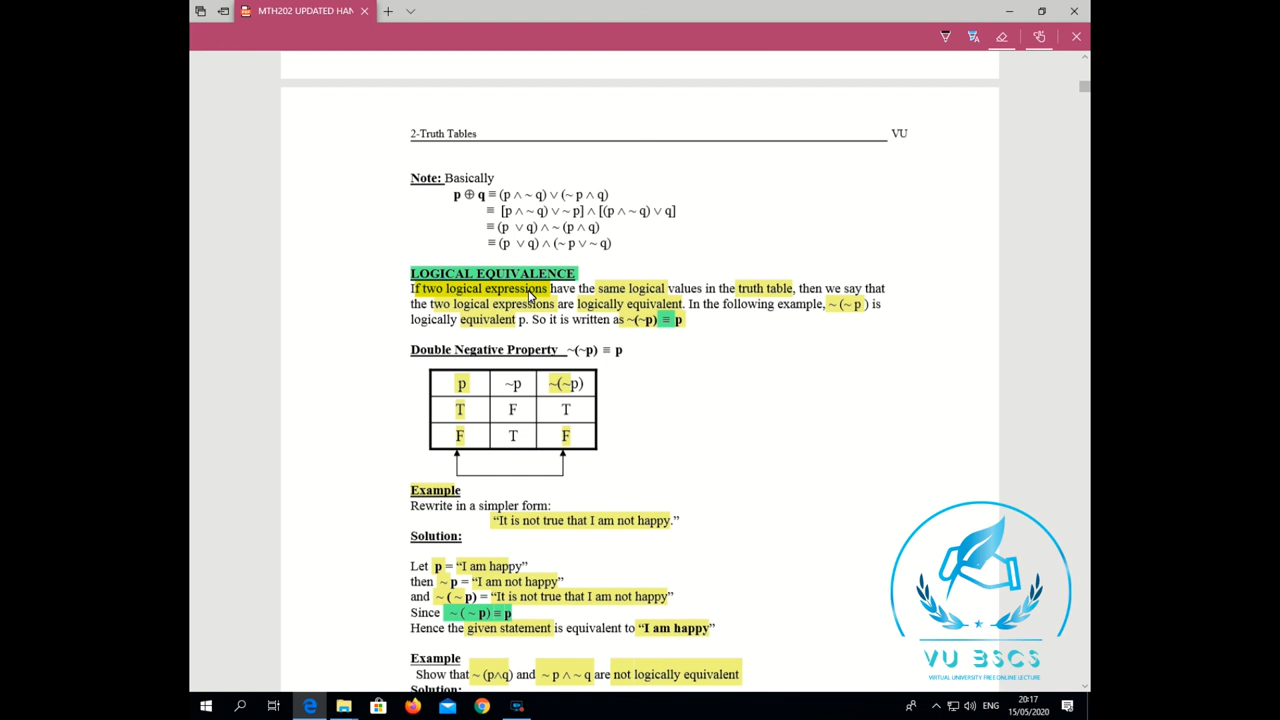 MTH202 UPDATED HAN
2-Truth Tables VU
Note: Basically
p ⊕ q ≡ (p ∧ ~ q) ∨ (~ p ∧ q)
≡ [p ∧ ~ q) ∨ ~ p] ∧ [(p ∧ ~ q) ∨ q]
≡ (p ∨ q) ∧ ~ (p ∧ q)
≡ (p ∨ q) ∧ (~ p ∨ ~ q)
LOGICAL EQUIVALENCE
If two logical expressions have the same logical values in the truth table, then we say that
the two logical expressions are logically equivalent. In the following example, ~ (~ p ) is
logically equivalent p. So it is written as ~(~p) ≡ p
Double Negative Property ~(~p) ≡ p
p ~p ~(~p)
T F T
F T F
Example
Rewrite in a simpler form:
“It is not true that I am not happy.”
Solution:
Let p = “I am happy”
then ~ p = “I am not happy”
and ~ ( ~ p) = “It is not true that I am not happy”
Since ~ ( ~ p) ≡ p
Hence the given statement is equivalent to “I am happy”
Example
Show that ~ (p∧q) and ~ p ∧ ~ q are not logically equivalent
Solution:
VU BSCS
VIRTUAL UNIVERSITY FREE ONLINE LECTURE
ENG
20:17
15/05/2020